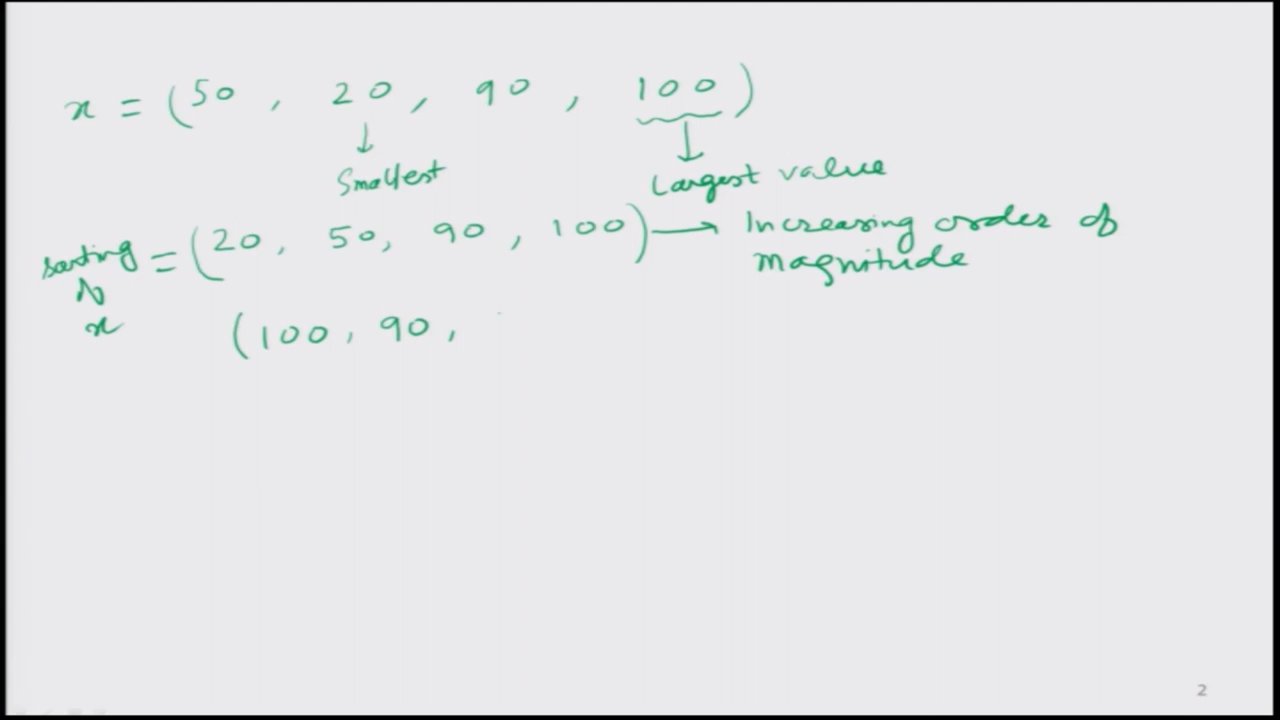 x = (50 , 20 , 90 , 100)
Smallest
Largest value
sorting = (20 , 50, 90 , 100) → Increasing order of
magnitude
x (100 , 90 ,
2